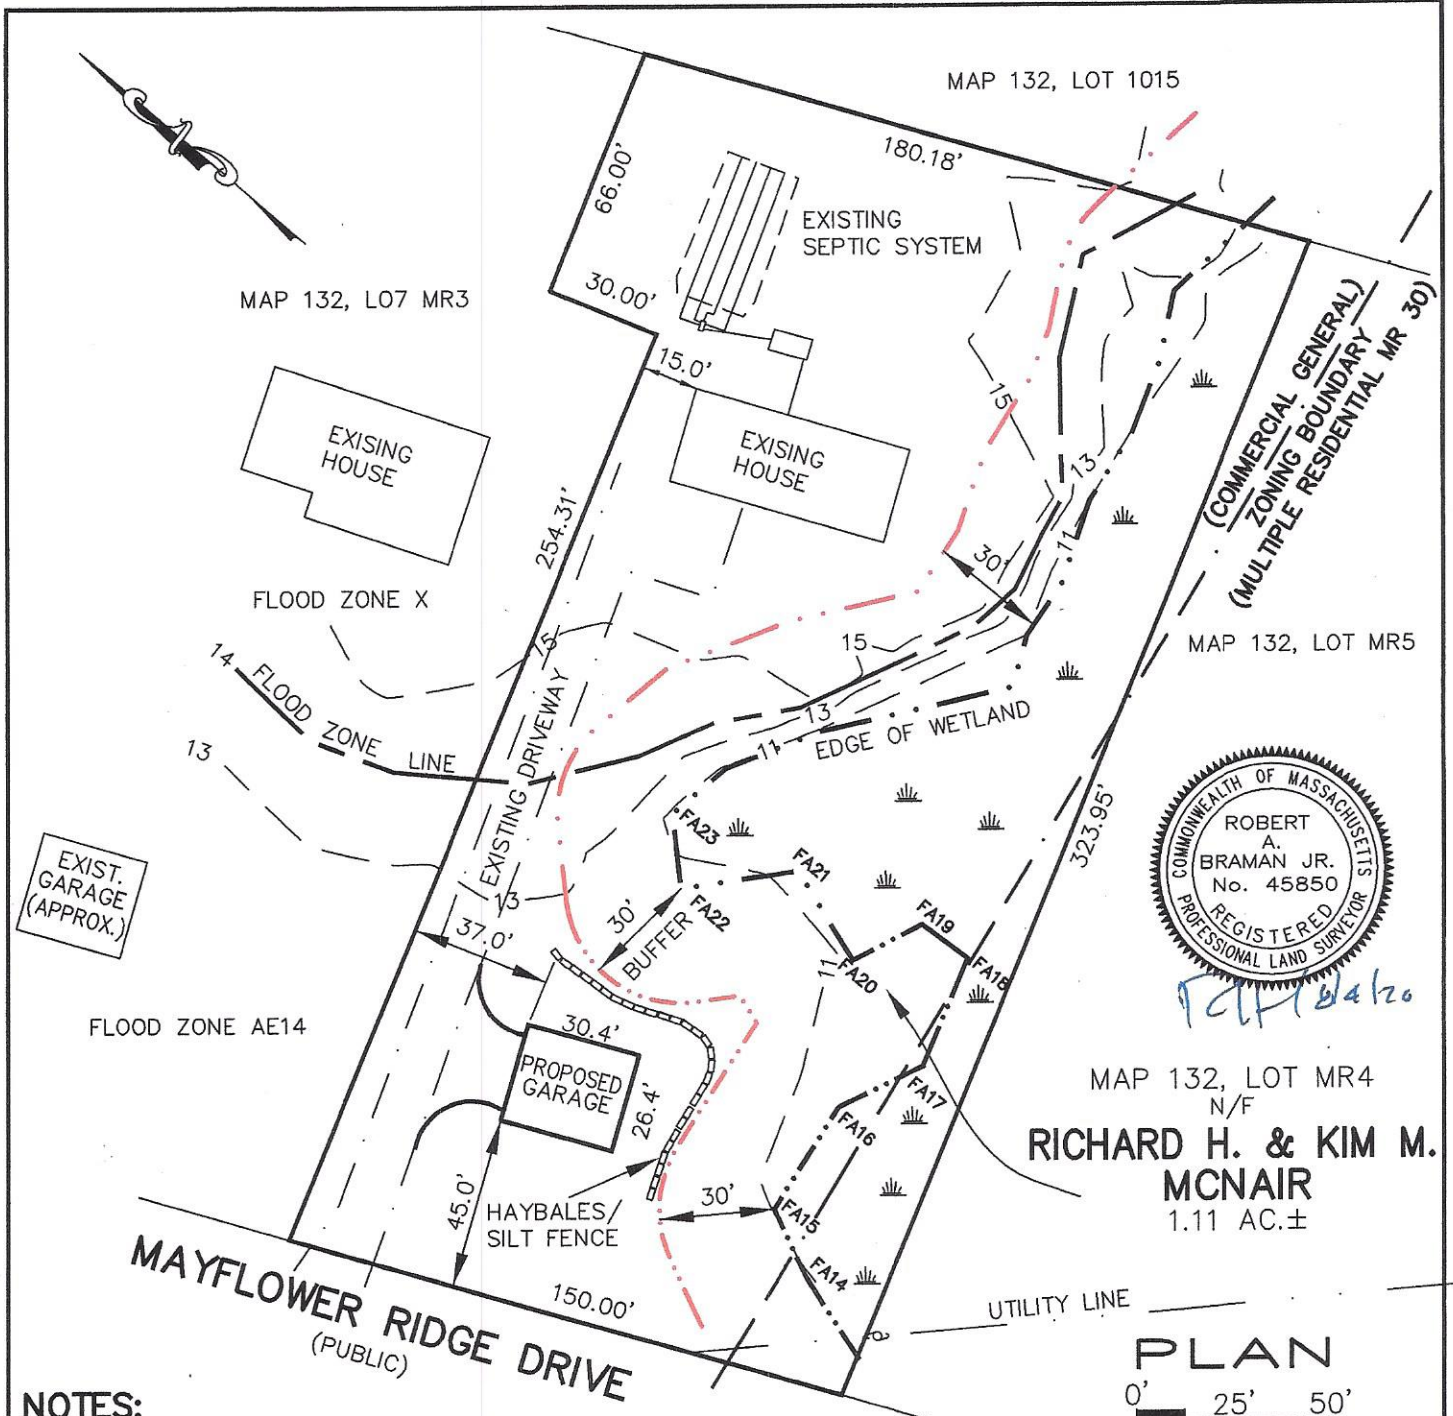 MAP 132, LOT 1015
180.18'
66.00'
EXISTING
SEPTIC SYSTEM
MAP 132, LO7 MR3
30.00'
15.0'
(COMMERCIAL GENERAL)
ZONING BOUNDARY
(MULTIPLE RESIDENTIAL MR 30)
15
13
11
EXISING
HOUSE
EXISING
HOUSE
254.31'
30'
FLOOD ZONE X
15
15
MAP 132, LOT MR5
14
FLOOD ZONE LINE
13
13
11
EDGE OF WETLAND
EXISTING DRIVEWAY
323.95'
COMMONWEALTH OF MASSACHUSETTS
ROBERT
A.
BRAMAN JR.
No. 45850
REGISTERED
PROFESSIONAL LAND SURVEYOR
EXIST.
GARAGE
(APPROX.)
FA23
FA21
FA22
FA19
FA20
FA18
13
37.0'
30'
BUFFER
11
FLOOD ZONE AE14
30.4'
PROPOSED
GARAGE
26.4'
FA17
FA16
MAP 132, LOT MR4
N/F
RICHARD H. & KIM M.
MCNAIR
1.11 AC.±
45.0'
HAYBALES/
SILT FENCE
30'
FA15
FA14
MAYFLOWER RIDGE DRIVE
(PUBLIC)
150.00'
UTILITY LINE
PLAN
0' 25' 50'
NOTES: